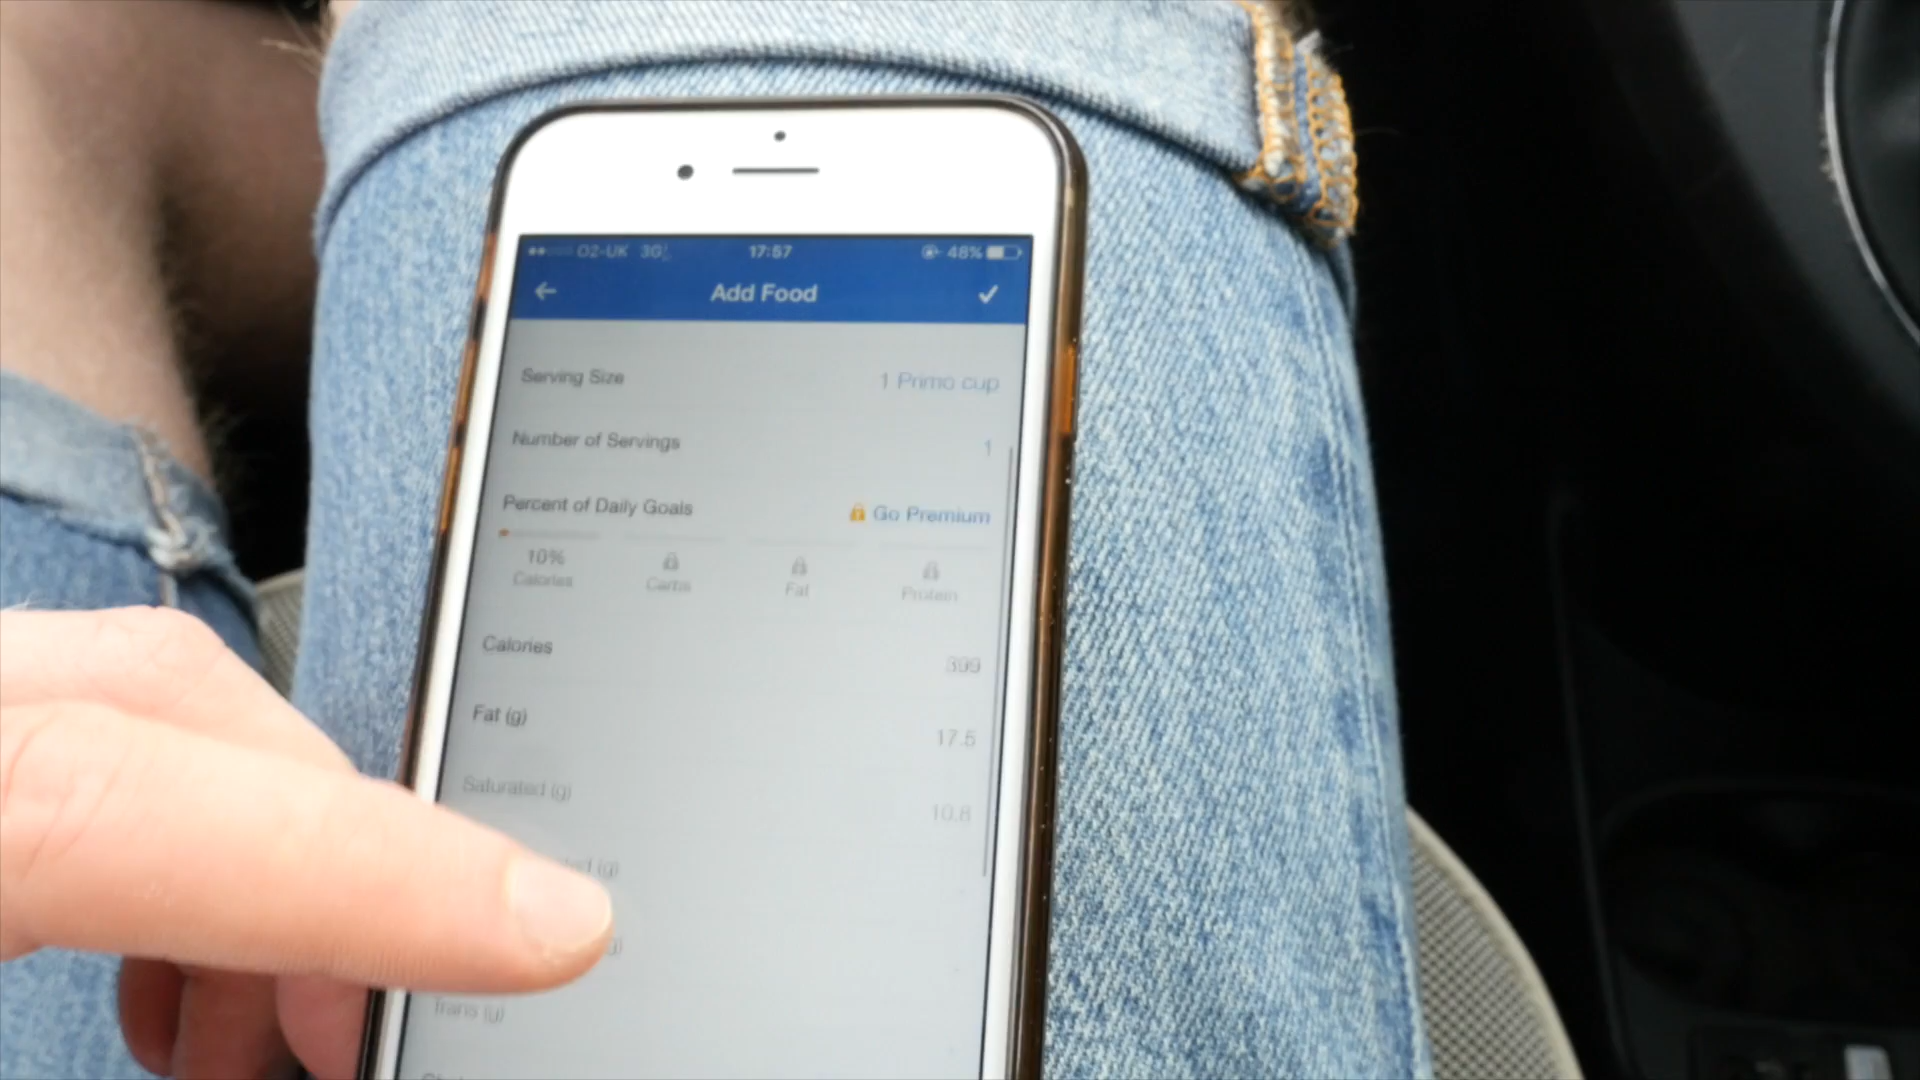 O2-UK 3G 17:57 48%
Add Food
Serving Size 1 Primo cup
Number of Servings 1
Percent of Daily Goals Go Premium
10%
Calories Carbs Fat Protein
Calories 399
Fat (g) 17.5
Saturated (g) 10.8
(g)
Trans (g)